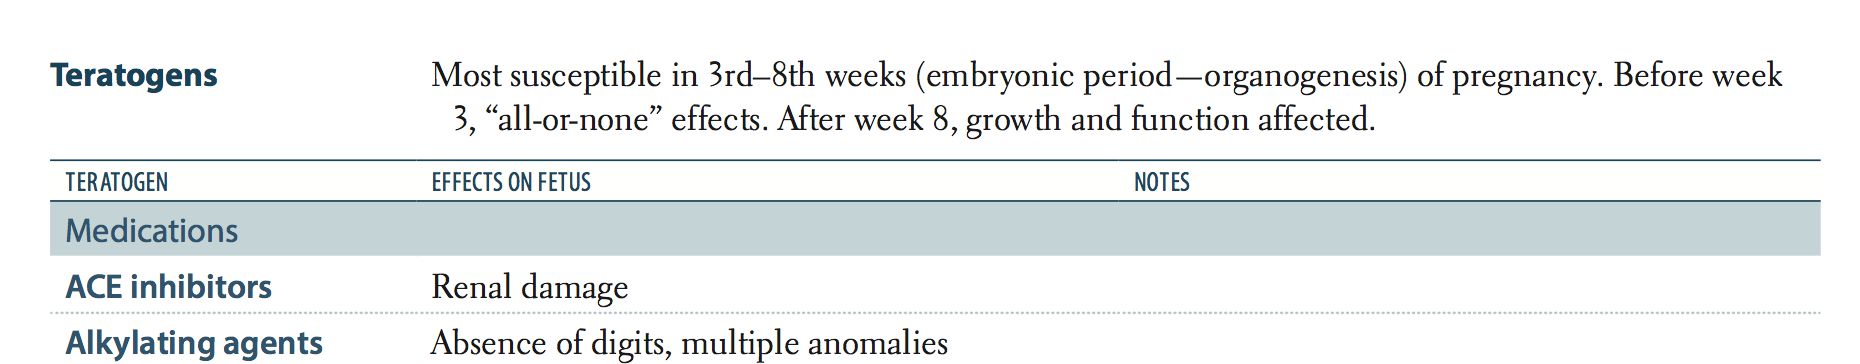 Teratogens Most susceptible in 3rd–8th weeks (embryonic period—organogenesis) of pregnancy. Before week
3, “all-or-none” effects. After week 8, growth and function affected.
TERATOGEN EFFECTS ON FETUS NOTES
Medications
ACE inhibitors Renal damage
Alkylating agents Absence of digits, multiple anomalies